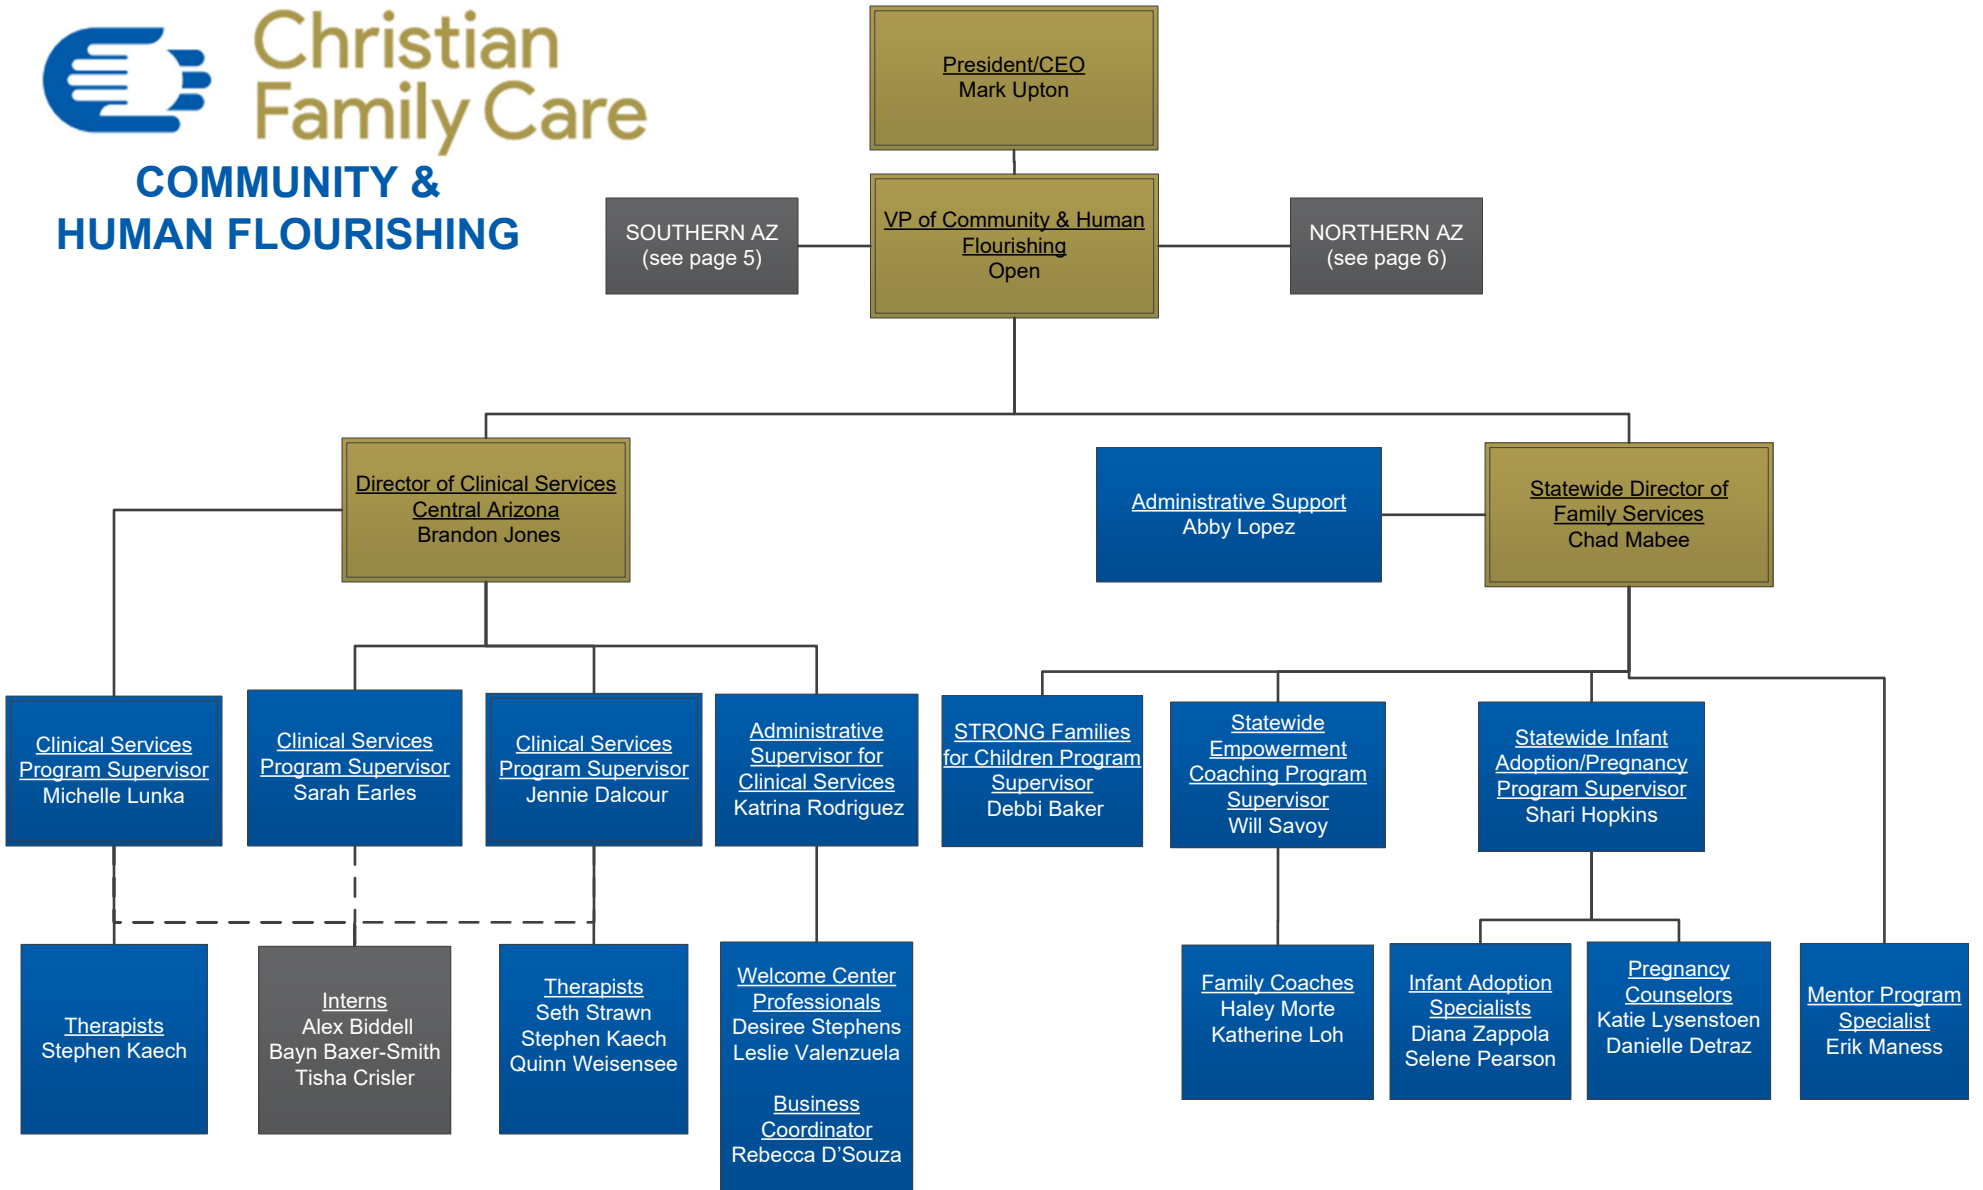 Christian
Family Care
COMMUNITY &
HUMAN FLOURISHING
President/CEO
Mark Upton
SOUTHERN AZ
(see page 5)
VP of Community & Human
Flourishing
Open
NORTHERN AZ
(see page 6)
Director of Clinical Services
Central Arizona
Brandon Jones
Administrative Support
Abby Lopez
Statewide Director of
Family Services
Chad Mabee
Clinical Services
Program Supervisor
Michelle Lunka
Clinical Services
Program Supervisor
Sarah Earles
Clinical Services
Program Supervisor
Jennie Dalcour
Administrative
Supervisor for
Clinical Services
Katrina Rodriguez
STRONG Families
for Children Program
Supervisor
Debbi Baker
Statewide
Empowerment
Coaching Program
Supervisor
Will Savoy
Statewide Infant
Adoption/Pregnancy
Program Supervisor
Shari Hopkins
Therapists
Stephen Kaech
Interns
Alex Biddell
Bayn Baxer-Smith
Tisha Crisler
Therapists
Seth Strawn
Stephen Kaech
Quinn Weisensee
Welcome Center
Professionals
Desiree Stephens
Leslie Valenzuela
Business
Coordinator
Rebecca D’Souza
Family Coaches
Haley Morte
Katherine Loh
Infant Adoption
Specialists
Diana Zappola
Selene Pearson
Pregnancy
Counselors
Katie Lysenstoen
Danielle Detraz
Mentor Program
Specialist
Erik Maness